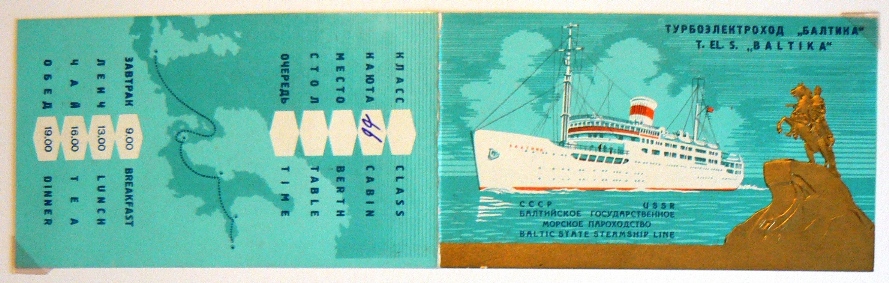 КЛАСС CLASS
КАЮТА CABIN
МЕСТО BERTH
СТОЛ TABLE
ОЧЕРЕДЬ TIME
ЗАВТРАК 9.00 BREAKFAST
ЛЕНЧ 13.00 LUNCH
ЧАЙ 16.00 TEA
ОБЕД 19.00 DINNER
ТУРБОЭЛЕКТРОХОД „БАЛТИКА"
T. EL. S. „BALTIKA"
СССР USSR
БАЛТИЙСКОЕ ГОСУДАРСТВЕННОЕ
МОРСКОЕ ПАРОХОДСТВО
BALTIC STATE STEAMSHIP LINE